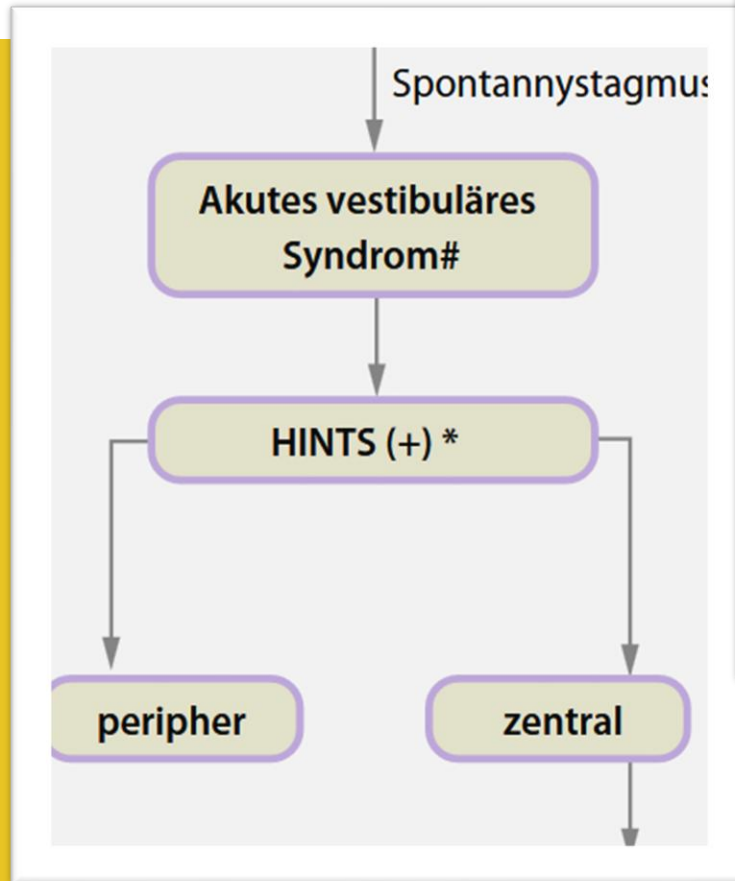 Spontannystagmus
Akutes vestibuläres
Syndrom#
HINTS (+) *
peripher
zentral